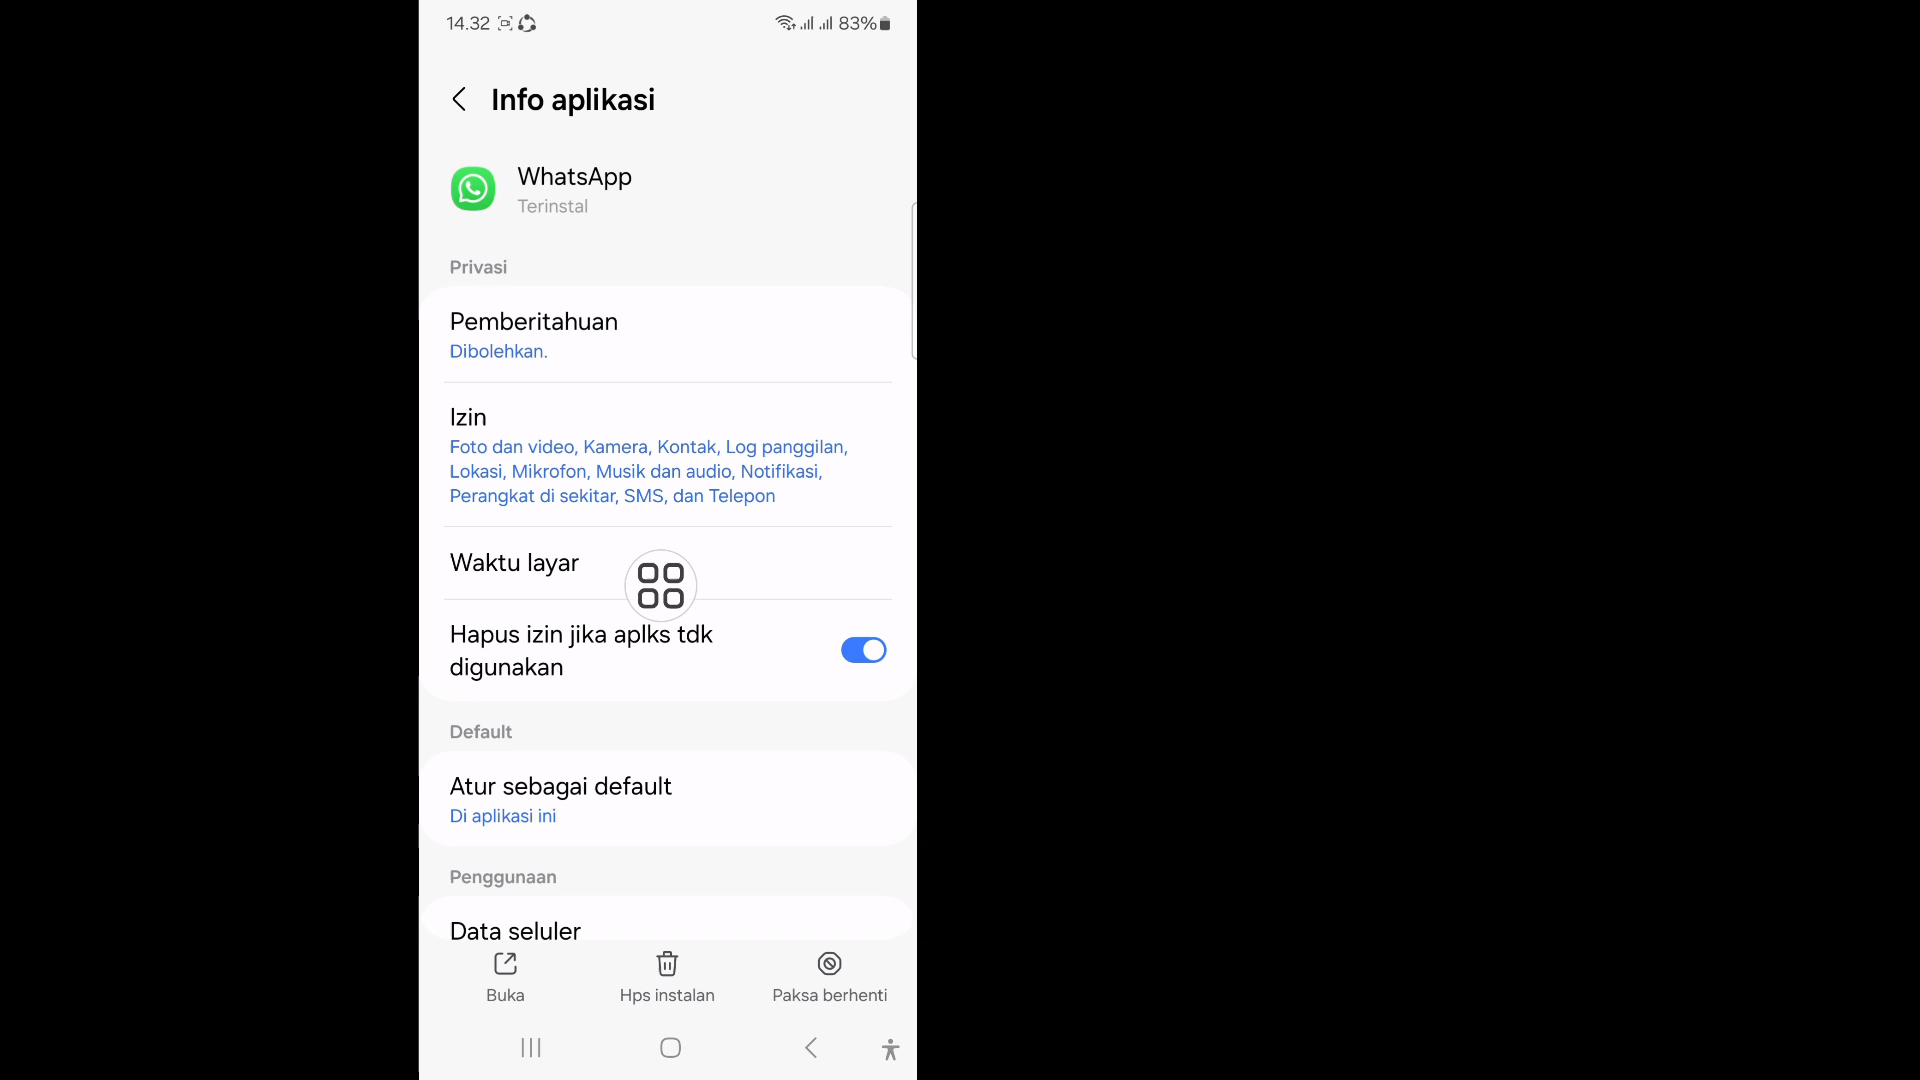 14.32
83%
Info aplikasi
WhatsApp
Terinstal
Privasi
Pemberitahuan
Dibolehkan.
Izin
Foto dan video, Kamera, Kontak, Log panggilan,
Lokasi, Mikrofon, Musik dan audio, Notifikasi,
Perangkat di sekitar, SMS, dan Telepon
Waktu layar
Hapus izin jika aplks tdk
digunakan
Default
Atur sebagai default
Di aplikasi ini
Penggunaan
Data seluler
Buka
Hps instalan
Paksa berhenti